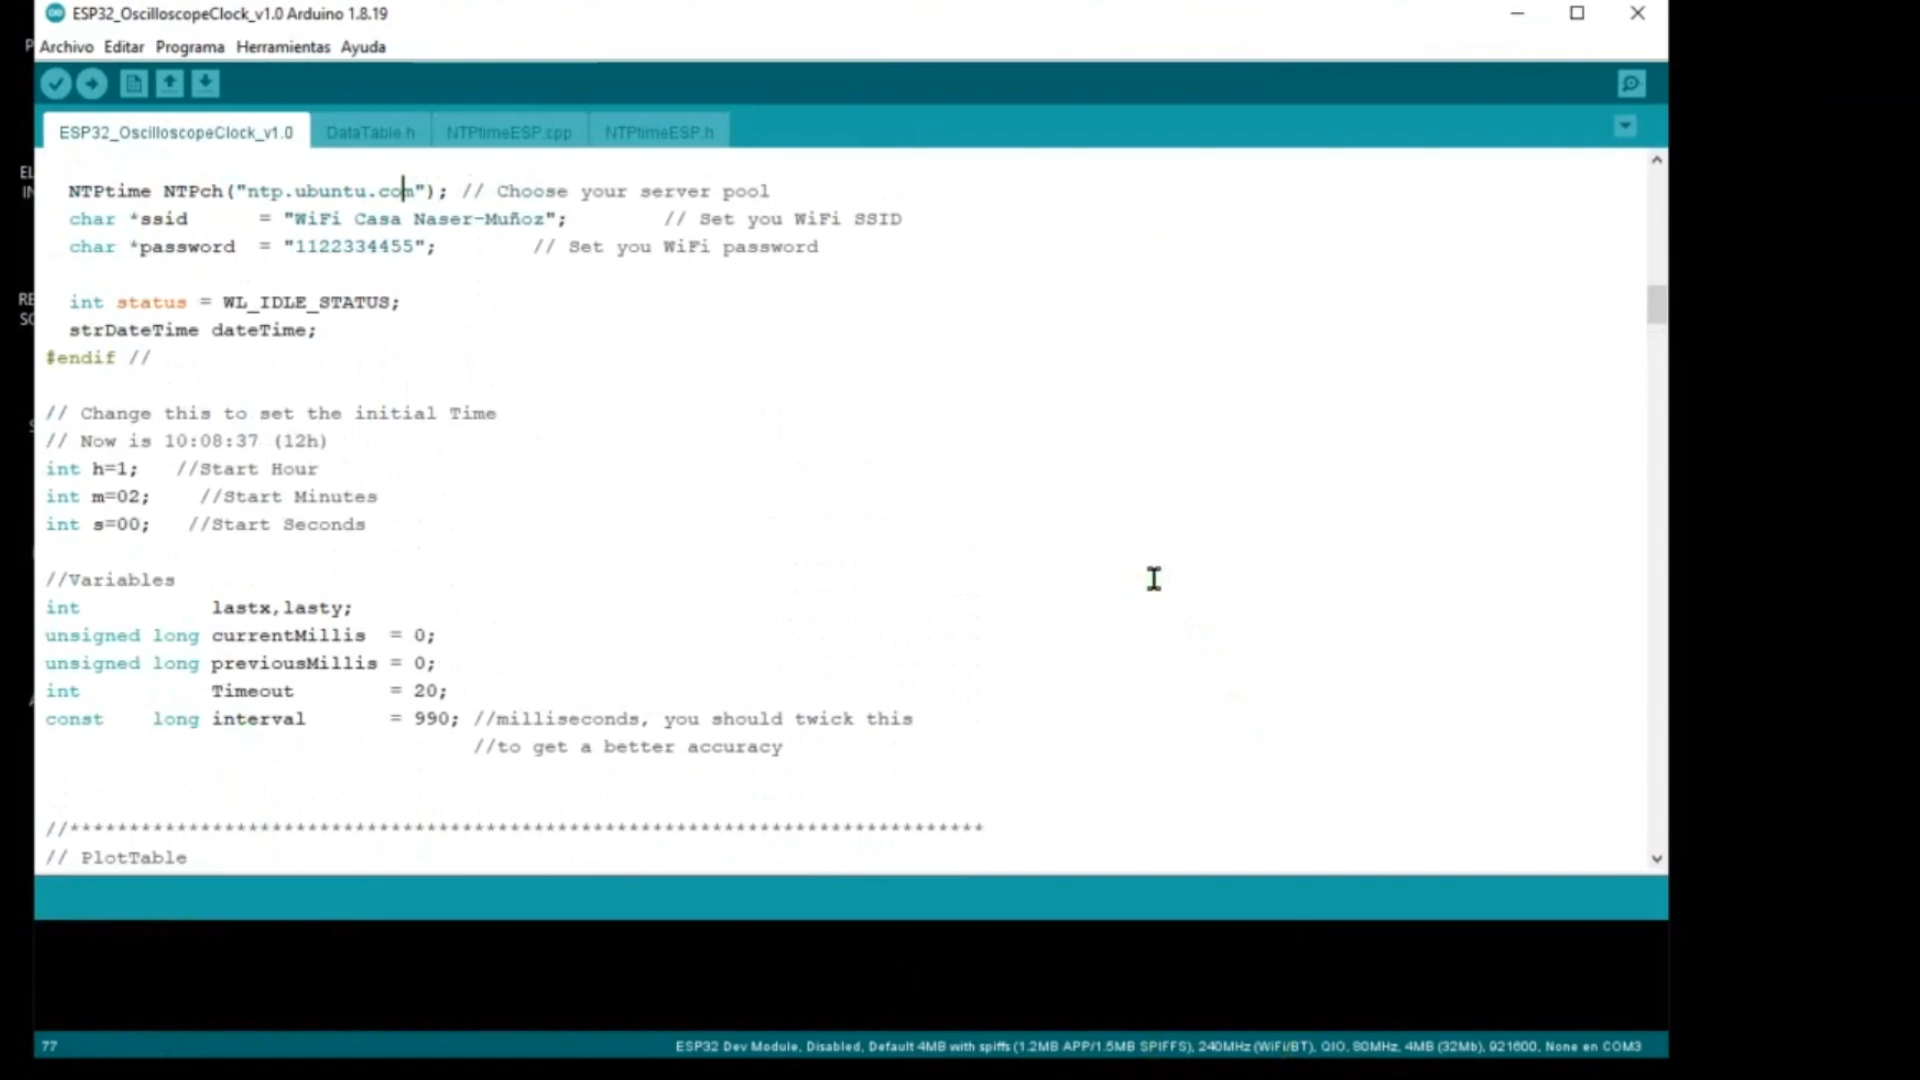 ESP32_OscilloscopeClock_v1.0 Arduino 1.8.19
Archivo Editar Programa Herramientas Ayuda
ESP32_OscilloscopeClock_v1.0 DataTable.h NTPtimeESP.cpp NTPtimeESP.h
NTPtime NTPch("ntp.ubuntu.com"); // Choose your server pool
char *ssid = "WiFi Casa Naser-Muñoz"; // Set you WiFi SSID
char *password = "1122334455"; // Set you WiFi password
int status = WL_IDLE_STATUS;
strDateTime dateTime;
#endif //
// Change this to set the initial Time
// Now is 10:08:37 (12h)
int h=1; //Start Hour
int m=02; //Start Minutes
int s=00; //Start Seconds
//Variables
int lastx,lasty;
unsigned long currentMillis = 0;
unsigned long previousMillis = 0;
int Timeout = 20;
const long interval = 990; //milliseconds, you should twick this
//to get a better accuracy
//*****************************************************************************
// PlotTable
77 ESP32 Dev Module, Disabled, Default 4MB with spiffs (1.2MB APP/1.5MB SPIFFS), 240MHz (WiFi/BT), QIO, 80MHz, 4MB (32Mb), 921600, None en COM3